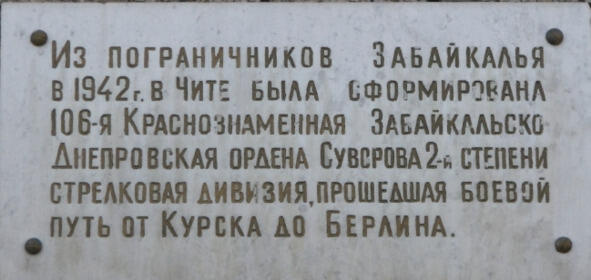 Из пограничников Забайкалья
в 1942г. в Чите была сформирована
106-я Краснознаменная Забайкальско
Днепровская ордена Суворова 2-й степени
стрелковая дивизия, прошедшая боевой
путь от Курска до Берлина.